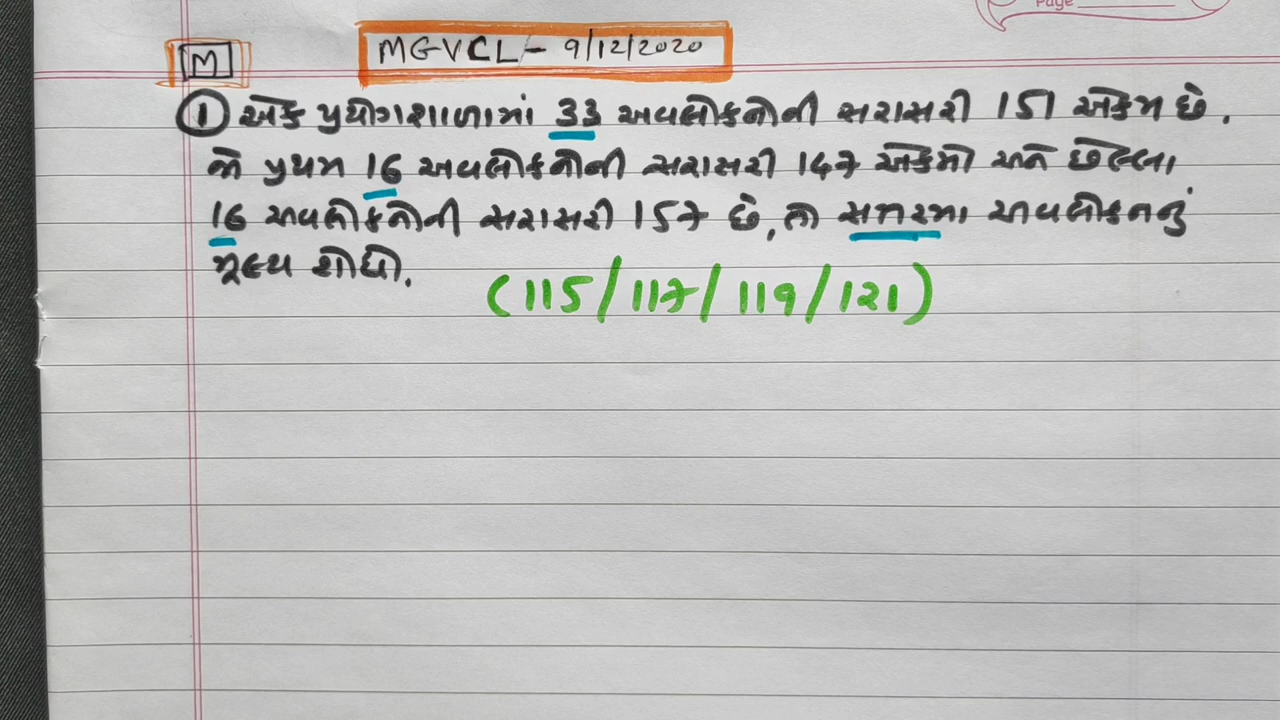 Page
M
MGVCL - 9/12/2020
① એક પ્રયોગશાળામાં 33 અવલોકનોની સરાસરી 151 એકમ છે.
જો પ્રથમ 16 અવલોકનોની સરાસરી 147 એકમો અને છેલ્લા
16 અવલોકનોની સરાસરી 157 છે, તો સત્તરમા અવલોકનનું
મૂલ્ય શોધો.
(115/117/119/121)